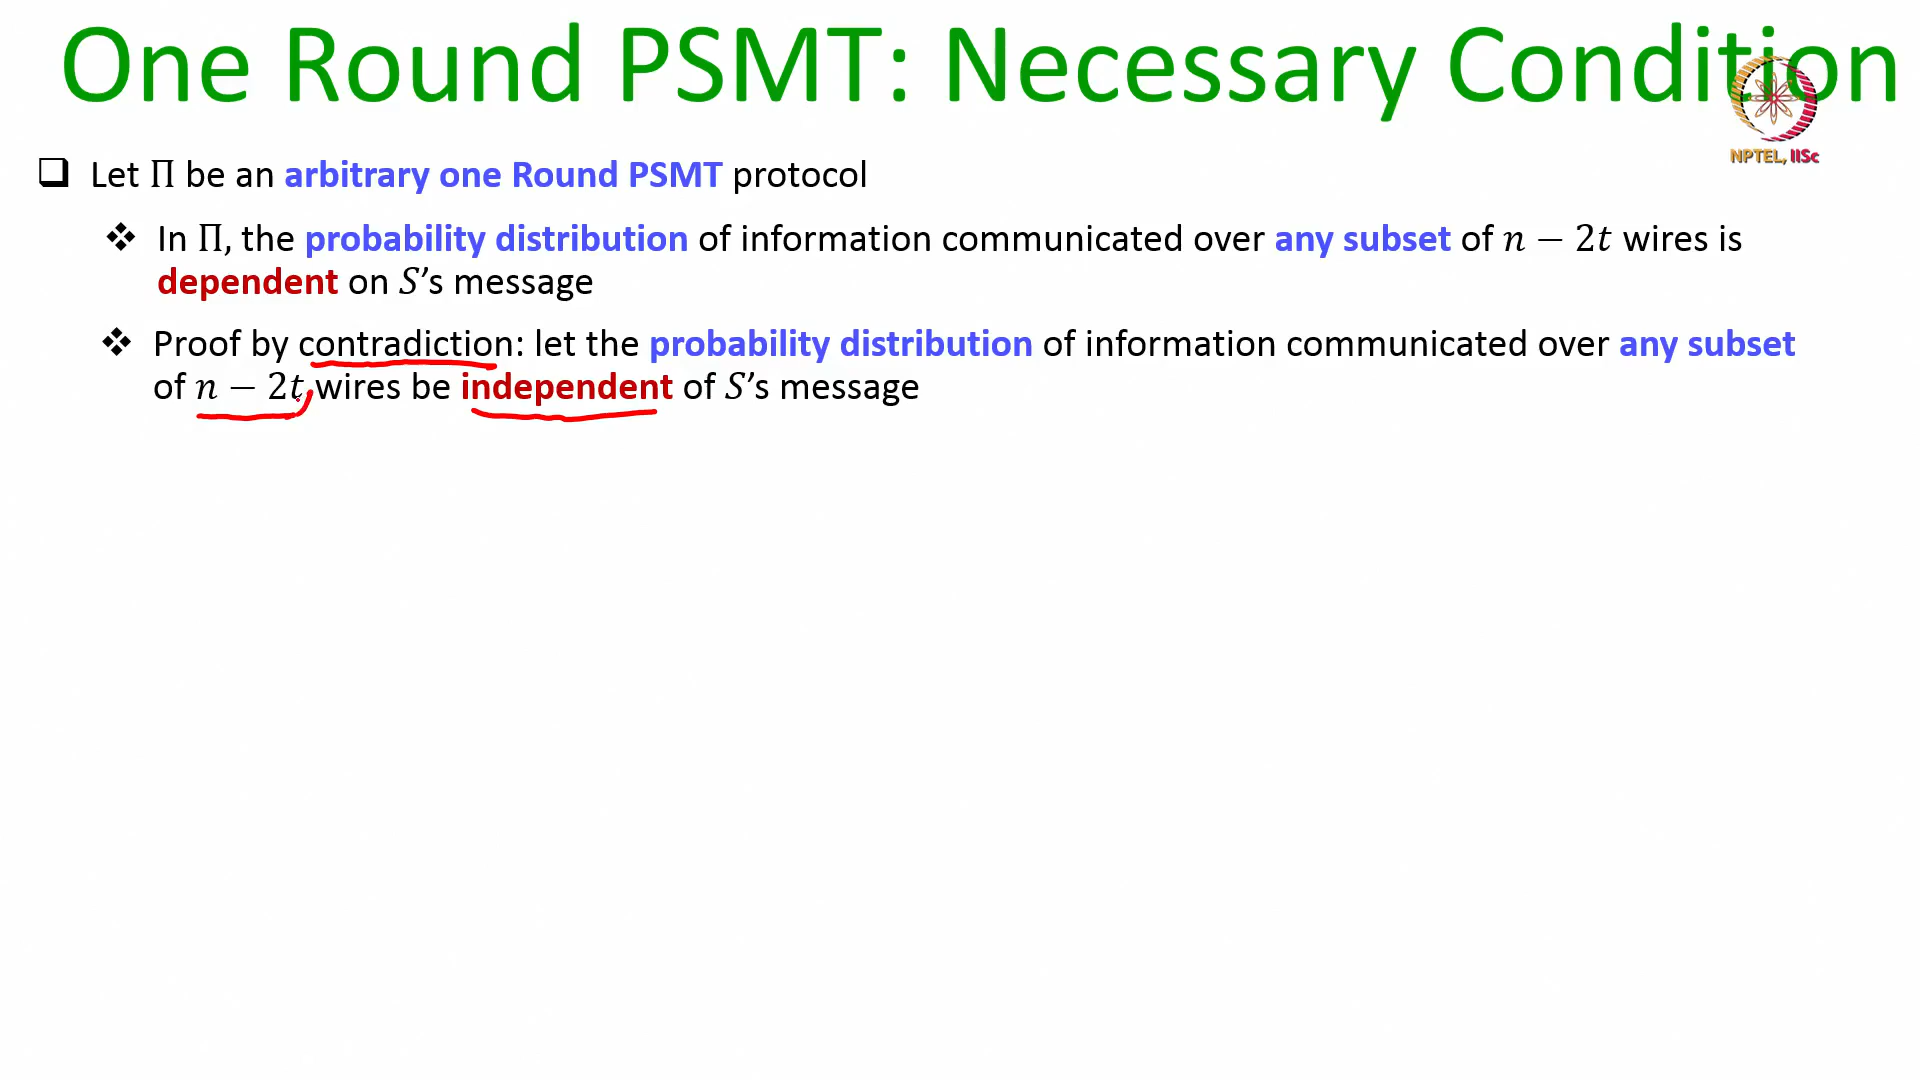 One Round PSMT: Necessary Condition
NPTEL, IISc
❑ Let Π be an arbitrary one Round PSMT protocol
❖ In Π, the probability distribution of information communicated over any subset of n − 2t wires is
dependent on S’s message
❖ Proof by contradiction: let the probability distribution of information communicated over any subset
of n − 2t wires be independent of S’s message